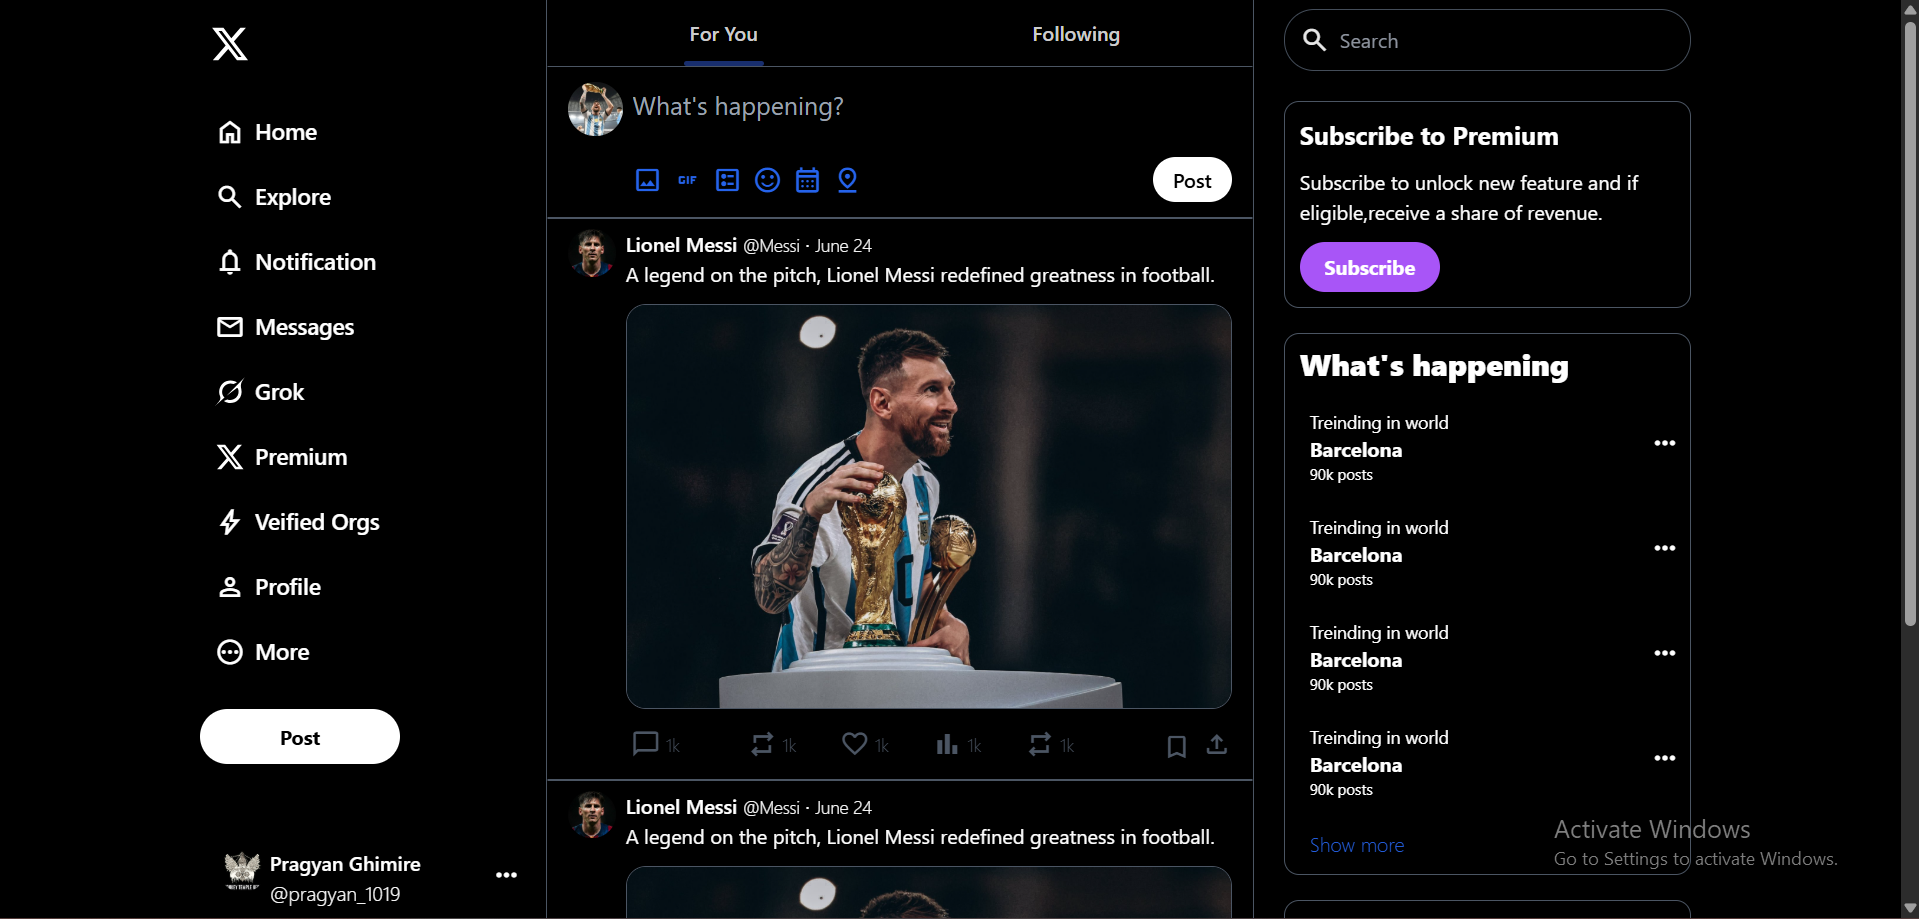 Home
Explore
Notification
Messages
Grok
Premium
Veified Orgs
Profile
More
Post
Pragyan Ghimire
@pragyan_1019
For You
Following
What's happening?
GIF
Post
Lionel Messi @Messi · June 24
A legend on the pitch, Lionel Messi redefined greatness in football.
1k 1k 1k 1k 1k
Lionel Messi @Messi · June 24
A legend on the pitch, Lionel Messi redefined greatness in football.
Search
Subscribe to Premium
Subscribe to unlock new feature and if
eligible,receive a share of revenue.
Subscribe
What's happening
Treinding in world
Barcelona
90k posts
Treinding in world
Barcelona
90k posts
Treinding in world
Barcelona
90k posts
Treinding in world
Barcelona
90k posts
Show more
Activate Windows
Go to Settings to activate Windows.